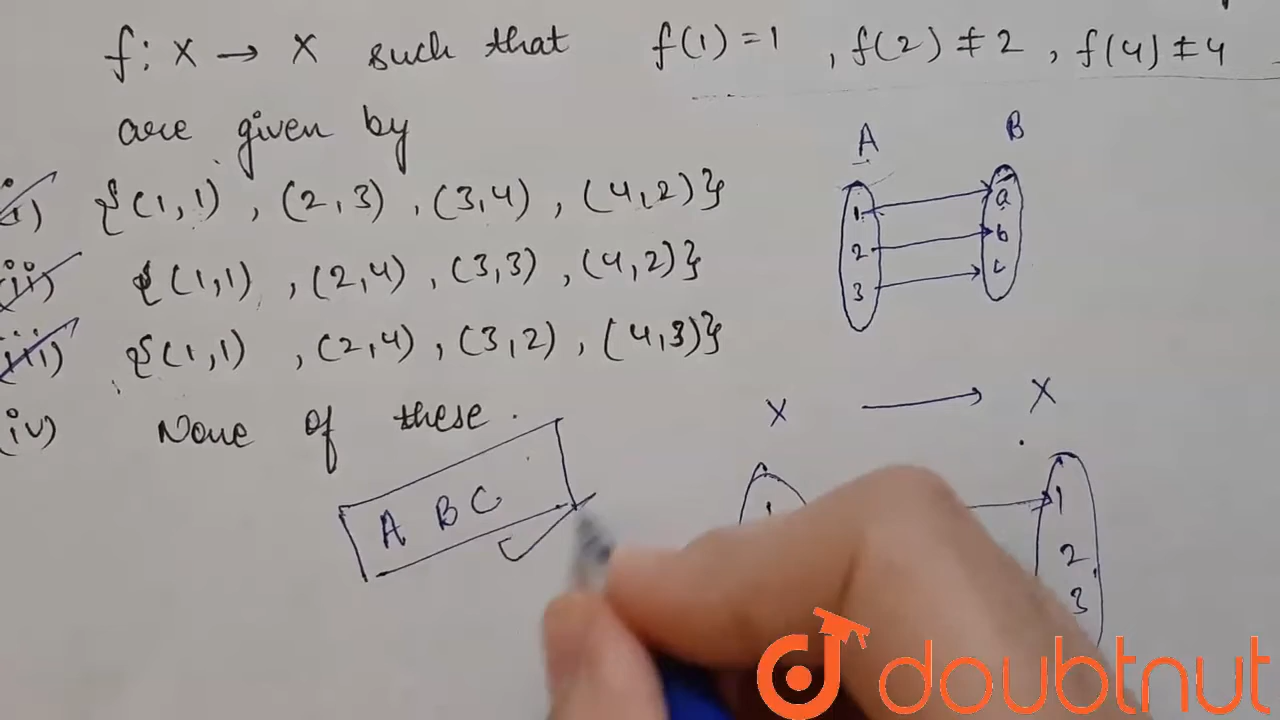 f: X → X such that f(1)=1 , f(2) ≠ 2 , f(4) ≠ 4
are given by
(i) {(1,1) , (2,3) , (3,4) , (4,2)}
(ii) {(1,1) , (2,4) , (3,3) , (4,2)}
(iii) {(1,1) , (2,4) , (3,2) , (4,3)}
(iv) None of these .
A B C
A B
1 a
2 b
3 c
X → X
1 1
2
3
doubtnut